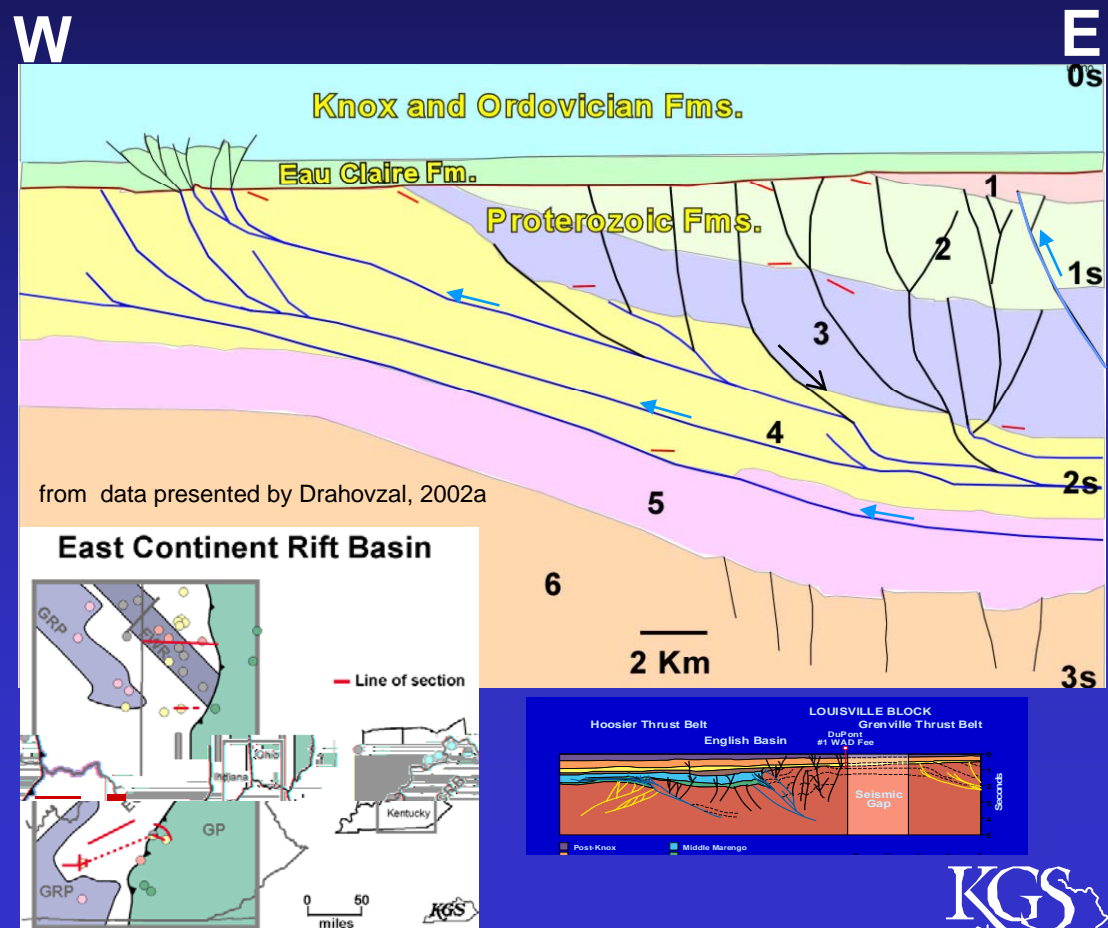 W E
0s
Knox and Ordovician Fms.
Eau Claire Fm.
1
Proterozoic Fms.
2
1s
3
4
2s
from data presented by Drahovzal, 2002a
5
6
2 Km
3s
East Continent Rift Basin
GRP
Line of section
Ohio
Indiana
Kentucky
GP
GRP
0 50
miles
KGS
LOUISVILLE BLOCK
Hoosier Thrust Belt Grenville Thrust Belt
DuPont
English Basin
#1 WAD Fee
Seismic
Gap
Seconds
Post-Knox Middle Marengo
KGS